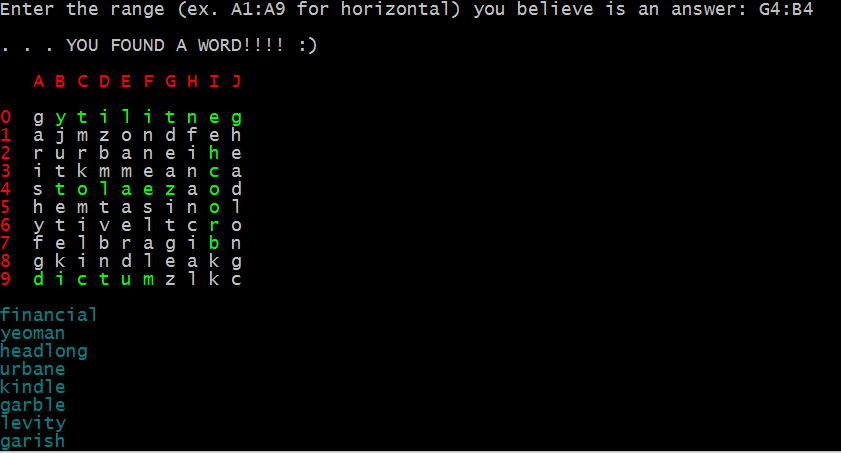 Enter the range (ex. A1:A9 for horizontal) you believe is an answer: G4:B4
. . . YOU FOUND A WORD!!!! :)
A B C D E F G H I J
0 g y t i l i t n e g
1 a j m z o n d f e h
2 r u r b a n e i h e
3 i t k m m e a n c a
4 s t o l a e z a o d
5 h e m t a s i n o l
6 y t i v e l t c r o
7 f e l b r a g i b n
8 g k i n d l e a k g
9 d i c t u m z l k c
financial
yeoman
headlong
urbane
kindle
garble
levity
garish